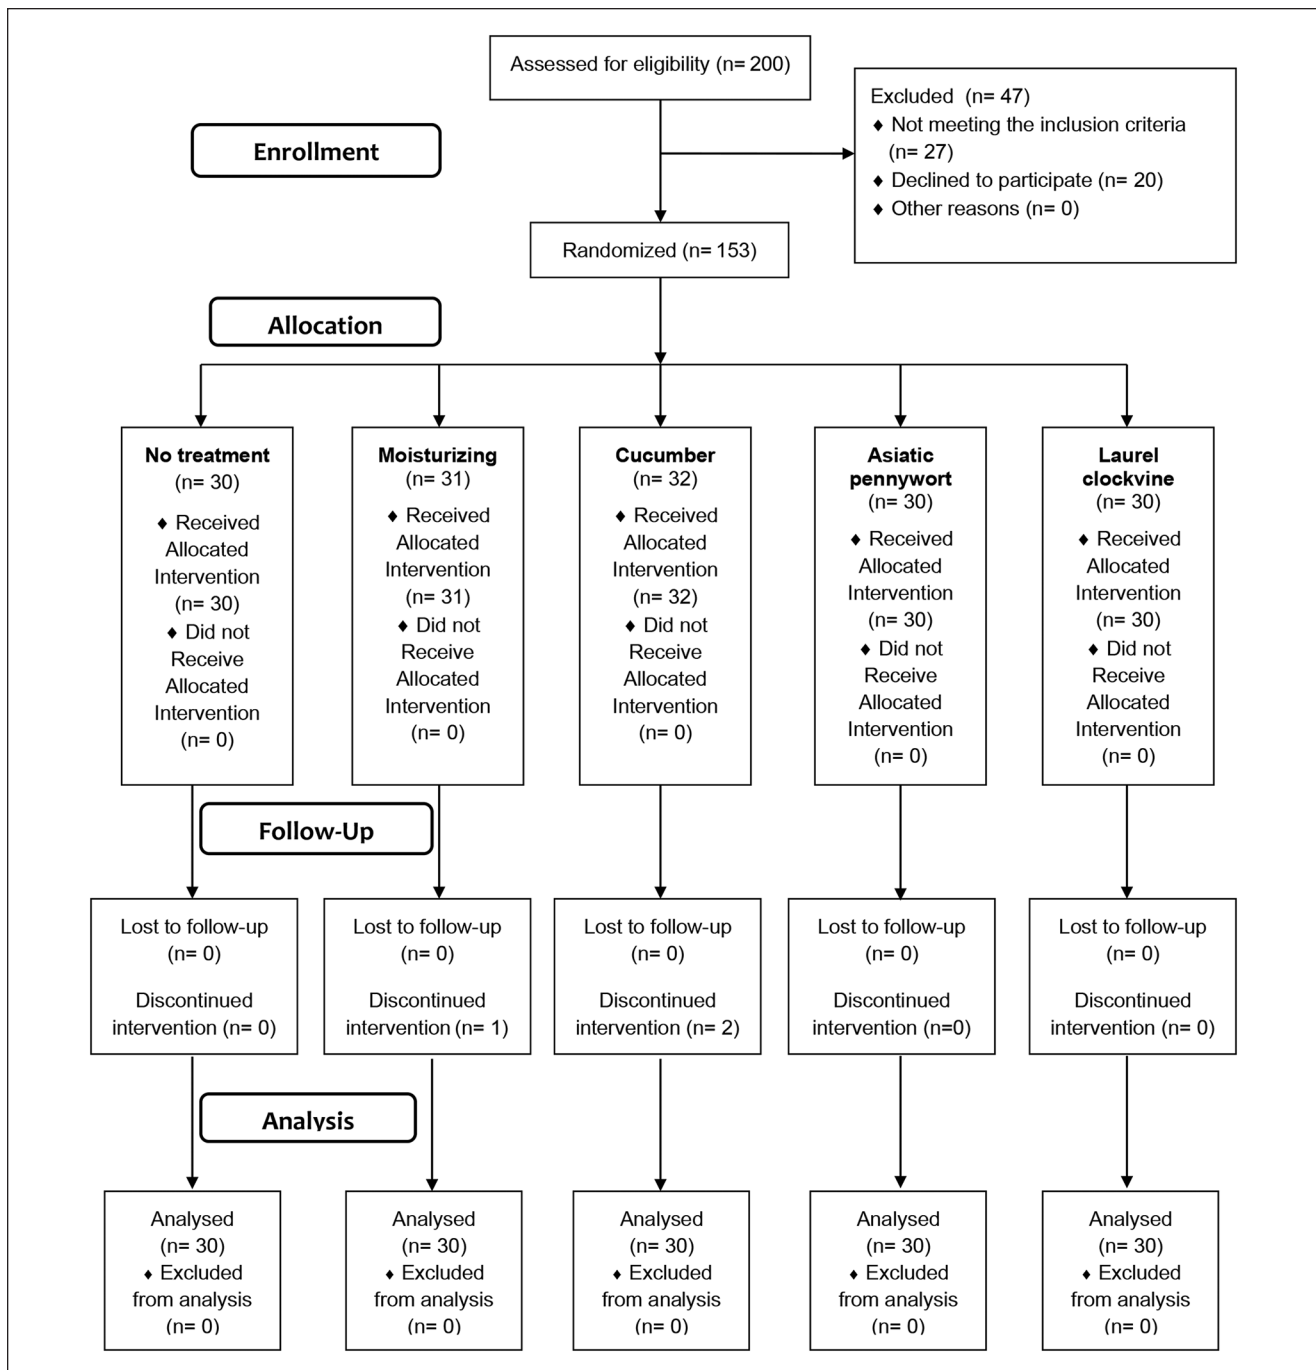 Assessed for eligibility (n= 200)
Excluded  (n= 47)
♦ Not meeting the inclusion criteria
(n= 27)
♦ Declined to participate (n= 20)
♦ Other reasons (n= 0)
Enrollment
Randomized (n= 153)
Allocation
No treatment
(n= 30)
♦ Received
Allocated
Intervention
(n= 30)
♦ Did not
Receive
Allocated
Intervention
(n= 0)
Moisturizing
(n= 31)
♦ Received
Allocated
Intervention
(n= 31)
♦ Did not
Receive
Allocated
Intervention
(n= 0)
Cucumber
(n= 32)
♦ Received
Allocated
Intervention
(n= 32)
♦ Did not
Receive
Allocated
Intervention
(n= 0)
Asiatic
pennywort
(n= 30)
♦ Received
Allocated
Intervention
(n= 30)
♦ Did not
Receive
Allocated
Intervention
(n= 0)
Laurel
clockvine
(n= 30)
♦ Received
Allocated
Intervention
(n= 30)
♦ Did not
Receive
Allocated
Intervention
(n= 0)
Follow-Up
Lost to follow-up
(n= 0)
Discontinued
intervention (n= 0)
Lost to follow-up
(n= 0)
Discontinued
intervention (n= 1)
Lost to follow-up
(n= 0)
Discontinued
intervention (n= 2)
Lost to follow-up
(n= 0)
Discontinued
intervention (n=0)
Lost to follow-up
(n= 0)
Discontinued
intervention (n= 0)
Analysis
Analysed
(n= 30)
♦ Excluded
from analysis
(n= 0)
Analysed
(n= 30)
♦ Excluded
from analysis
(n= 0)
Analysed
(n= 30)
♦ Excluded
from analysis
(n= 0)
Analysed
(n= 30)
♦ Excluded
from analysis
(n= 0)
Analysed
(n= 30)
♦ Excluded
from analysis
(n= 0)